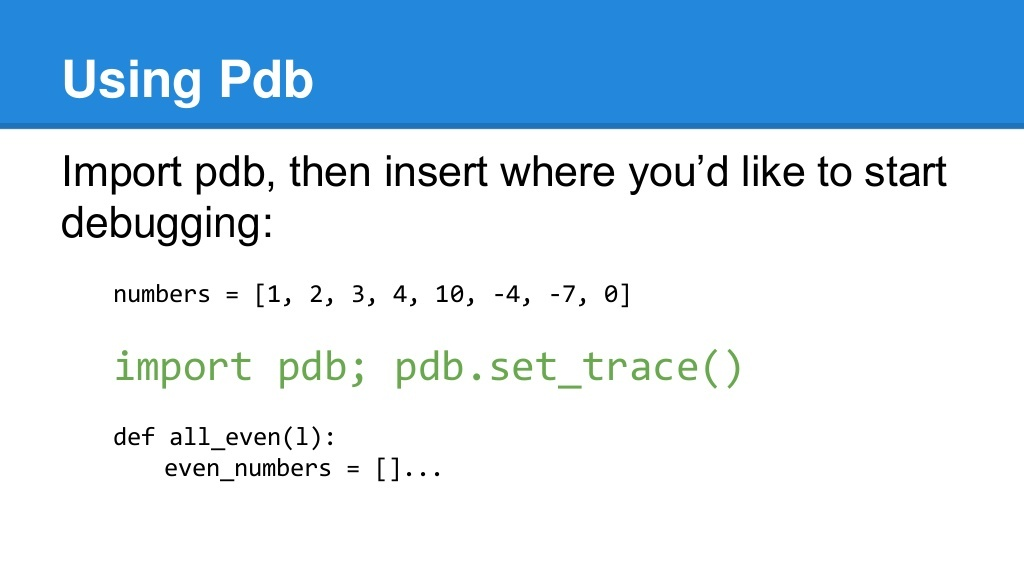 Using Pdb
Import pdb, then insert where you’d like to start
debugging:
numbers = [1, 2, 3, 4, 10, -4, -7, 0]
import pdb; pdb.set_trace()
def all_even(l):
    even_numbers = []...